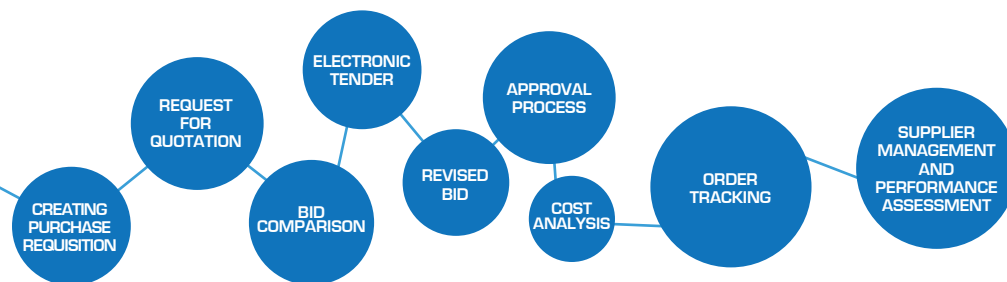 CREATING
PURCHASE
REQUISITION
REQUEST
FOR
QUOTATION
BID
COMPARISON
ELECTRONIC
TENDER
REVISED
BID
APPROVAL
PROCESS
COST
ANALYSIS
ORDER
TRACKING
SUPPLIER
MANAGEMENT
AND
PERFORMANCE
ASSESSMENT